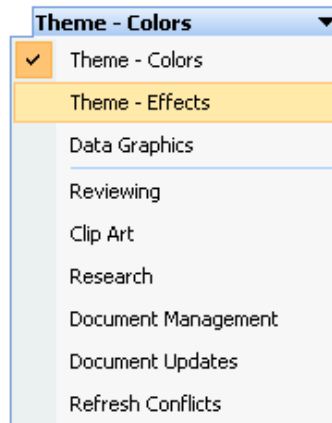 Theme - Colors
Theme - Colors
Theme - Effects
Data Graphics
Reviewing
Clip Art
Research
Document Management
Document Updates
Refresh Conflicts